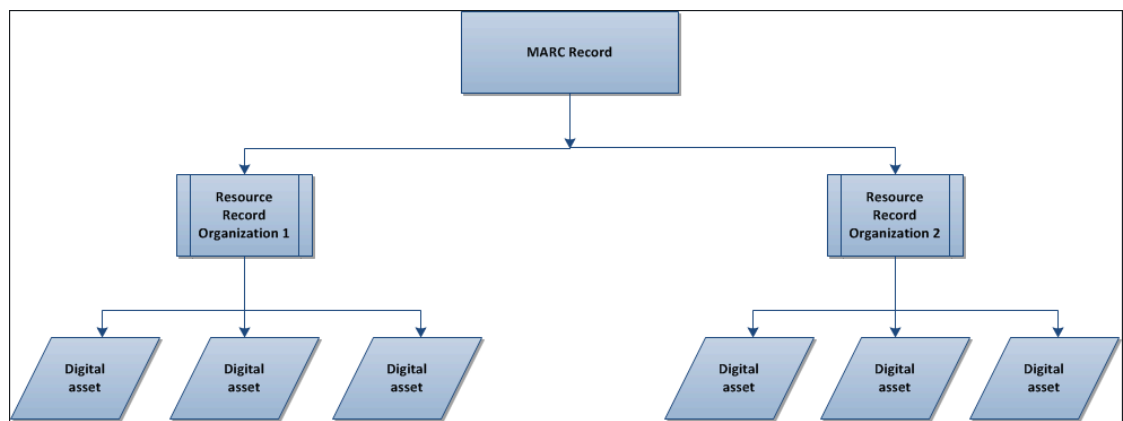 MARC Record
Resource
Record
Organization 1
Resource
Record
Organization 2
Digital
asset
Digital
asset
Digital
asset
Digital
asset
Digital
asset
Digital
asset